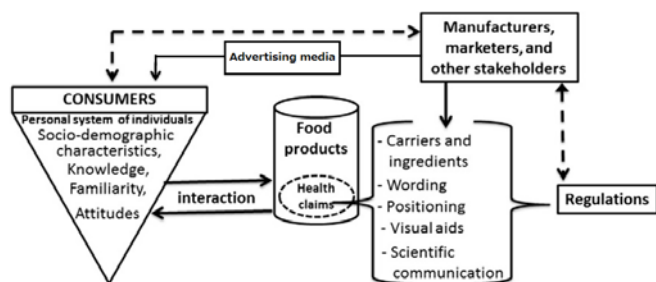 Manufacturers,
marketers, and
other stakeholders
Advertising media
CONSUMERS
Personal system of individuals
Socio-demographic
characteristics,
Knowledge,
Familiarity,
Attitudes
interaction
Food
products
Health
claims
- Carriers and
ingredients
- Wording
- Positioning
- Visual aids
- Scientific
communication
Regulations